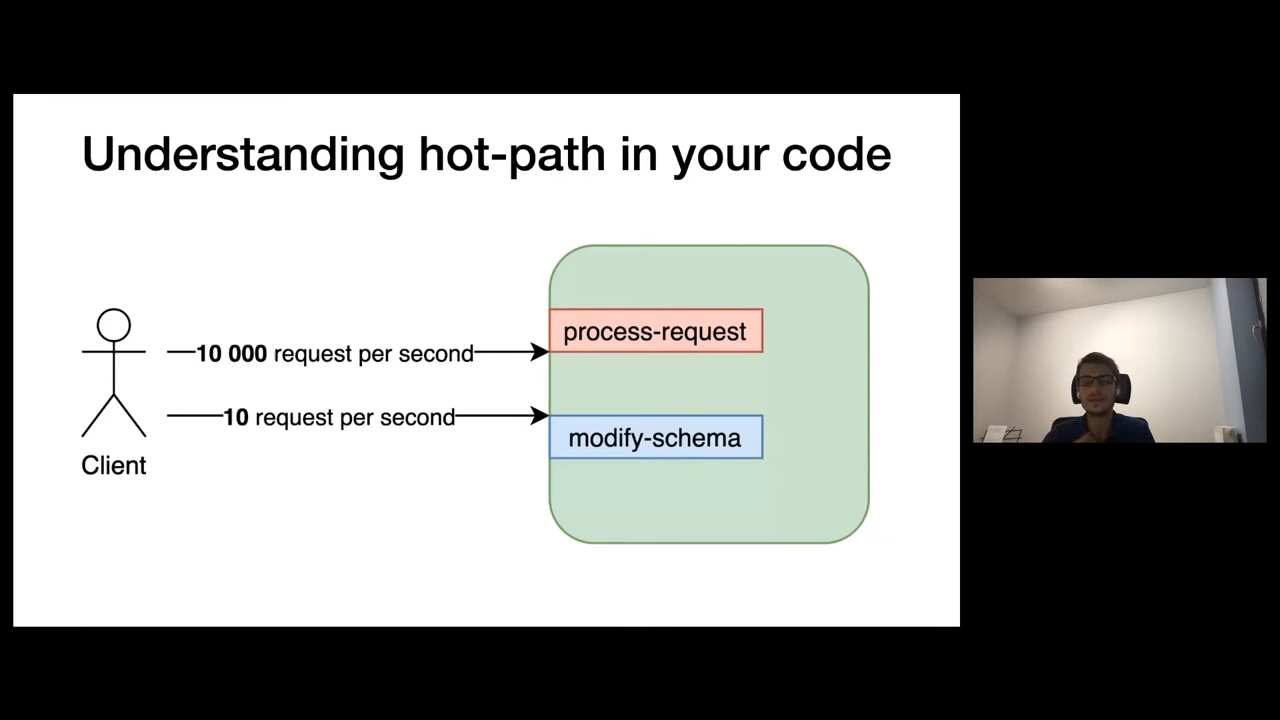 Understanding hot-path in your code
process-request
10 000 request per second
10 request per second
modify-schema
Client